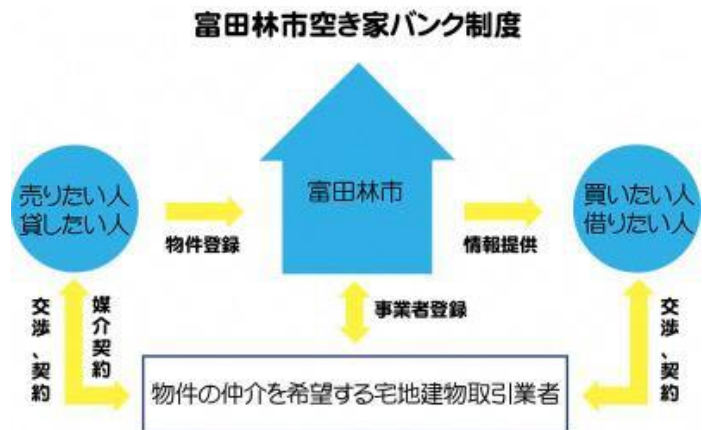 富田林市空き家バンク制度
売りたい人
貸したい人
物件登録
富田林市
情報提供
買いたい人
借りたい人
交渉、契約
媒介契約
事業者登録
交渉、契約
物件の仲介を希望する宅地建物取引業者